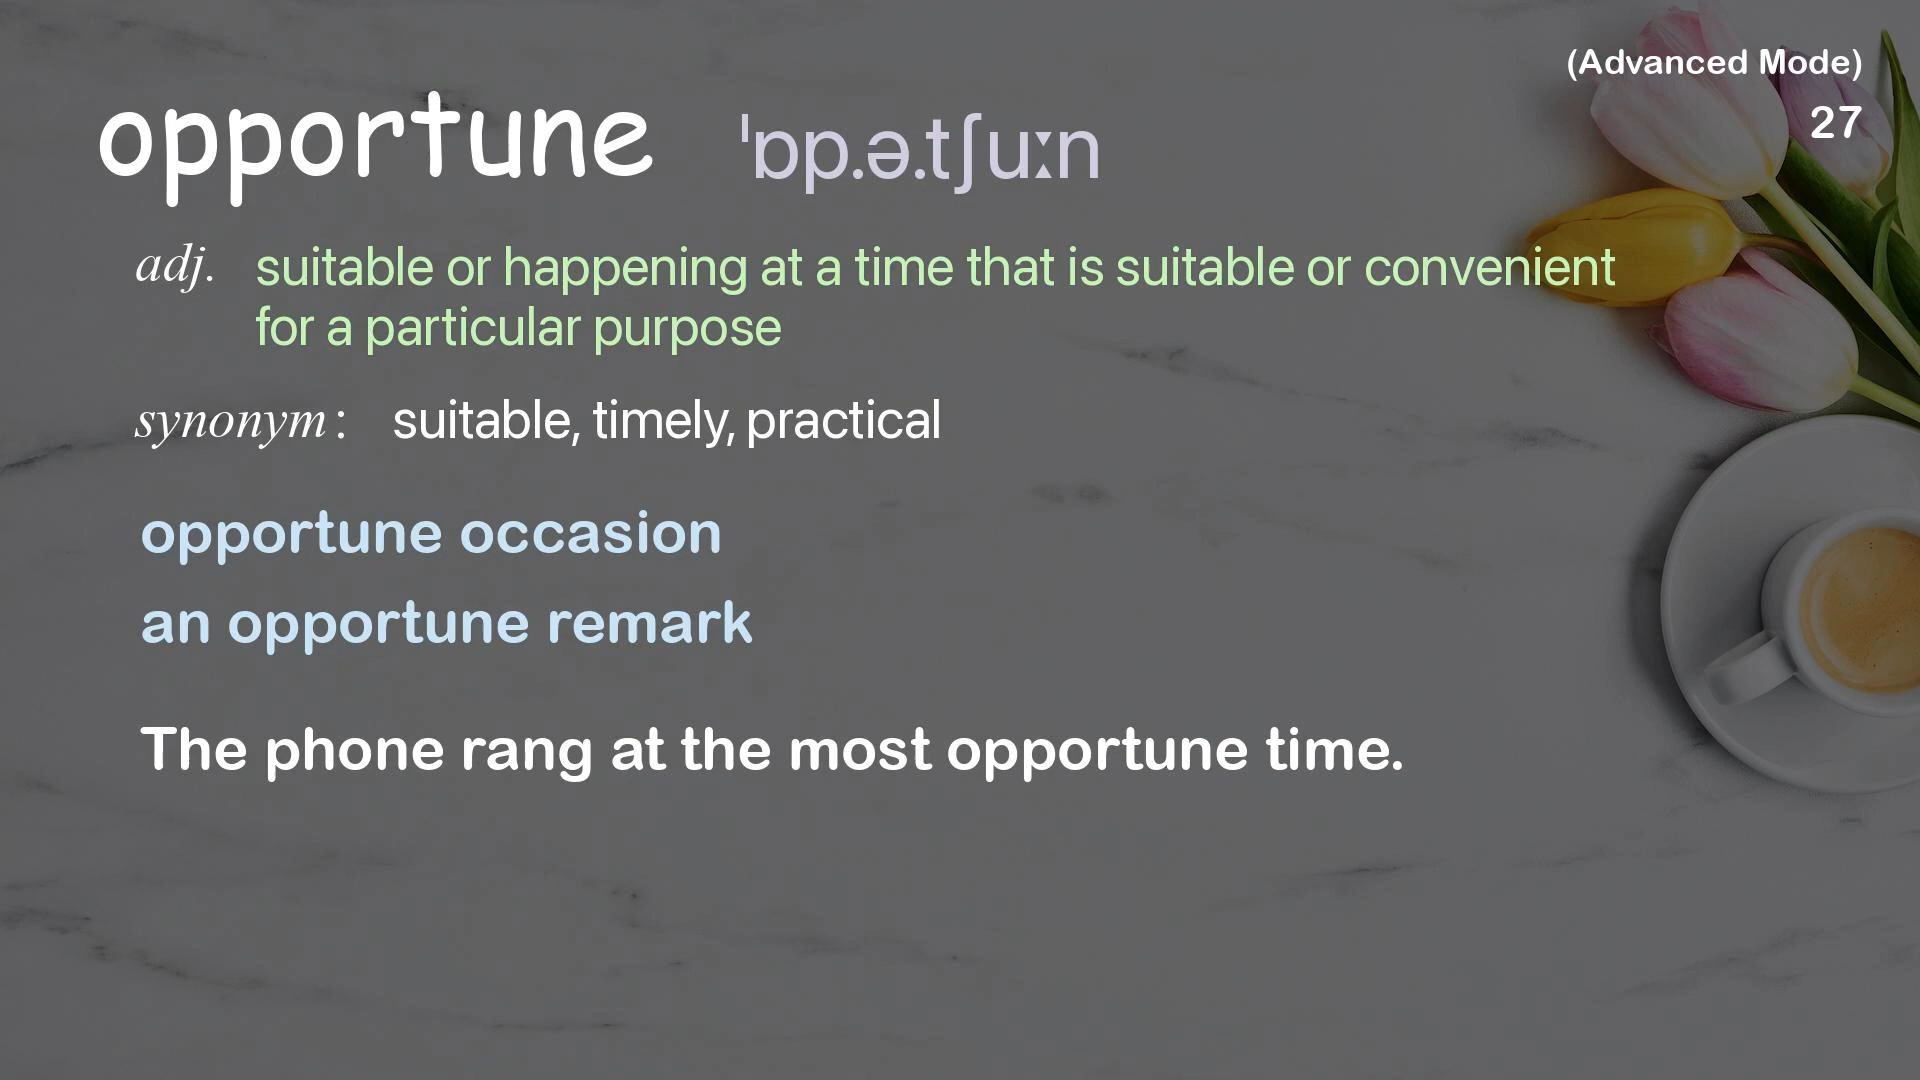 (Advanced Mode)
27
opportune ˈɒp.ə.tʃuːn
adj. suitable or happening at a time that is suitable or convenient
for a particular purpose
synonym: suitable, timely, practical
opportune occasion
an opportune remark
The phone rang at the most opportune time.